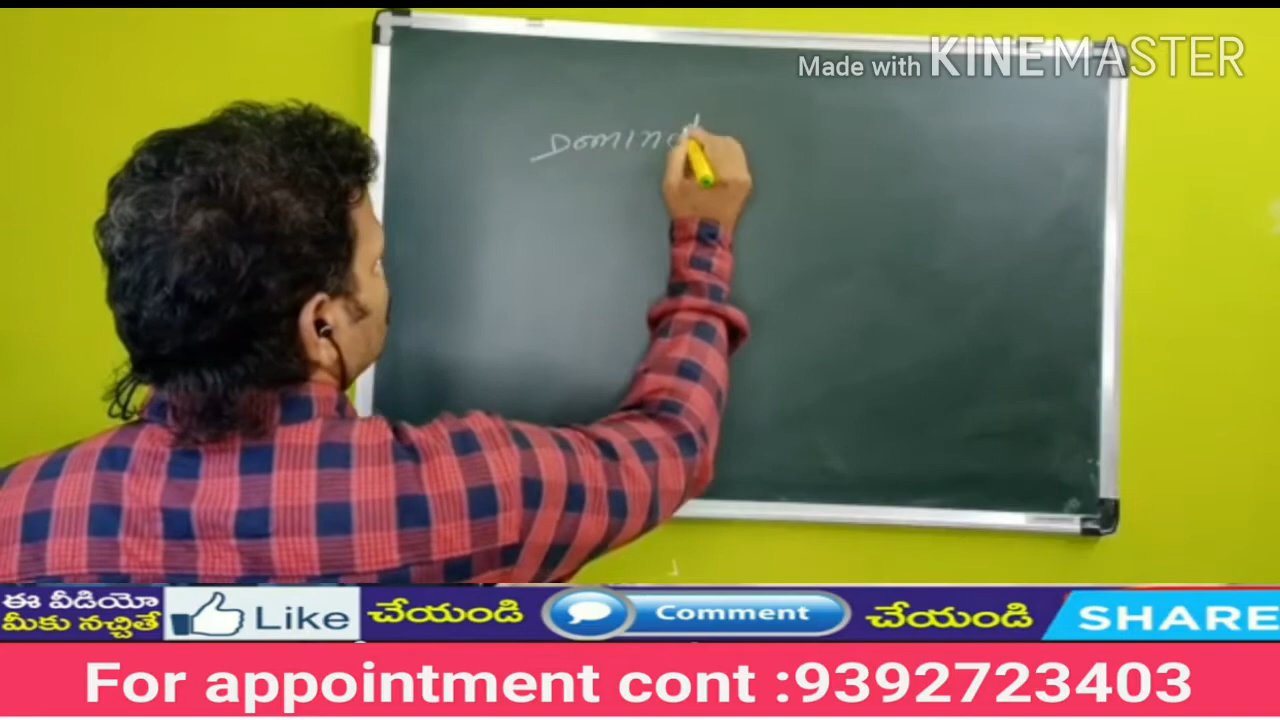 Made with KINEMASTER
ఈ వీడియో
మీకు నచ్చితే
Like
చేయండి
Comment
చేయండి
SHARE
For appointment cont :9392723403